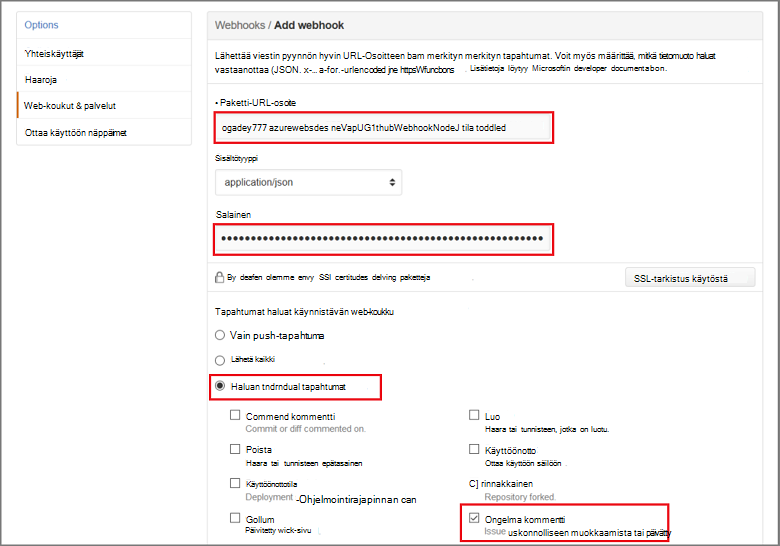 Options
Yhteiskäyttäjät
Haaroja
Web-koukut & palvelut
Ottaa käyttöön näppäimet
Webhooks / Add webhook
Lähettää viestin pyynnön hyvin URL-Osoitteen bam merkityn merkityn tapahtumat. Voit myös määrittää, mitkä tietomuoto haluat
vastaanottaa (JSON. x-... a-for.-urlencoded jne httpsWfuncbons . Lisätietoja löytyy Microsoftin developer documentabon.
• Paketti-URL-osoite
ogadey777 azurewebsdes neVapUG1thubWebhookNodeJ tila toddled
Sisältötyyppi
application/json
Salainen
By deafen olemme envy SSI certitudes delving paketteja .
SSL-tarkistus käytöstä
Tapahtumat haluat käynnistävän web-koukku
Vain push-tapahtuma
Lähetä kaikki .
Haluan tndrndual tapahtumat
Commend kommentti
Commit or diff commented on.
Luo
Haara tai tunnisteen, jotka on luotu.
Poista
Haara tai tunnisteen epätasainen
Käyttöönotto
Ottaa käyttöön säilöön .
Käyttöönottotila
Deployment -Ohjelmointirajapinnan can
C] rinnakkainen
Repository forked.
Gollum
Päivitetty wick-sivu .
Ongelma kommentti
Issue uskonnolliseen muokkaamista tai päivätty